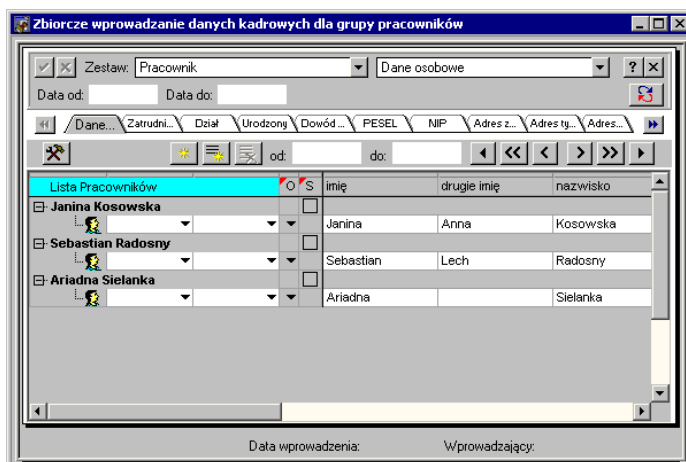 Zbiorcze wprowadzanie danych kadrowych dla grupy pracowników
Zestaw: Pracownik Dane osobowe ?
Data od: Data do:
Dane... Zatrudni... Dział Urodzony Dowód ... PESEL NIP Adres z... Adres ty... Adres...
od: do:
Lista Pracowników O S imię drugie imię nazwisko
Janina Kosowska
Janina Anna Kosowska
Sebastian Radosny
Sebastian Lech Radosny
Ariadna Sielanka
Ariadna Sielanka
Data wprowadzenia: Wprowadzający: